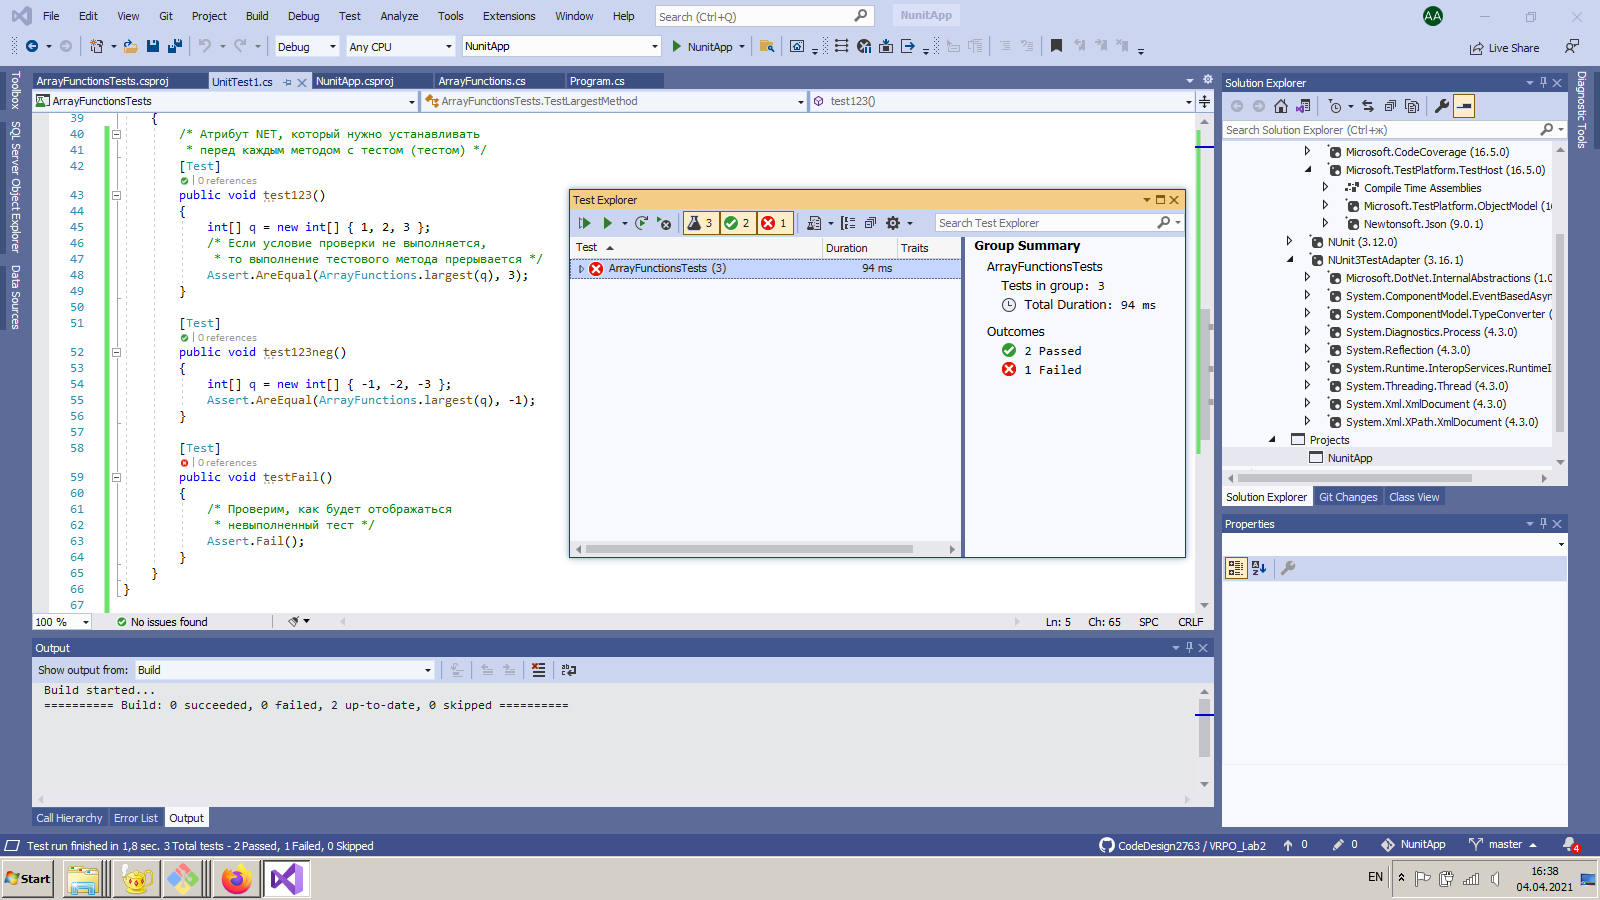 File Edit View Git Project Build Debug Test Analyze Tools Extensions Window Help Search (Ctrl+Q) NunitApp AA
Debug Any CPU NunitApp NunitApp Live Share
Toolbox
SQL Server Object Explorer
Data Sources
ArrayFunctionsTests.csproj UnitTest1.cs NunitApp.csproj ArrayFunctions.cs Program.cs
ArrayFunctionsTests ArrayFunctionsTests.TestLargestMethod test123()
39 {
40 /* Атрибут NET, который нужно устанавливать
41 * перед каждым методом с тестом (тестом) */
42 [Test]
0 references
43 public void test123()
44 {
45 int[] q = new int[] { 1, 2, 3 };
46 /* Если условие проверки не выполняется,
47 * то выполнение тестового метода прерывается */
48 Assert.AreEqual(ArrayFunctions.largest(q), 3);
49 }
50
51 [Test]
0 references
52 public void test123neg()
53 {
54 int[] q = new int[] { -1, -2, -3 };
55 Assert.AreEqual(ArrayFunctions.largest(q), -1);
56 }
57
58 [Test]
0 references
59 public void testFail()
60 {
61 /* Проверим, как будет отображаться
62 * невыполненный тест */
63 Assert.Fail();
64 }
65 }
66 }
67
100 % No issues found Ln: 5 Ch: 65 SPC CRLF
Test Explorer
3 2 1 Search Test Explorer
Test Duration Traits
ArrayFunctionsTests (3) 94 ms
Group Summary
ArrayFunctionsTests
Tests in group: 3
Total Duration: 94 ms
Outcomes
2 Passed
1 Failed
Output
Show output from: Build
Build started...
========== Build: 0 succeeded, 0 failed, 2 up-to-date, 0 skipped ==========
Call Hierarchy Error List Output
Solution Explorer
Search Solution Explorer (Ctrl+ж)
Microsoft.CodeCoverage (16.5.0)
Microsoft.TestPlatform.TestHost (16.5.0)
Compile Time Assemblies
Microsoft.TestPlatform.ObjectModel (16
Newtonsoft.Json (9.0.1)
NUnit (3.12.0)
NUnit3TestAdapter (3.16.1)
Microsoft.DotNet.InternalAbstractions (1.0
System.ComponentModel.EventBasedAsyn
System.ComponentModel.TypeConverter (
System.Diagnostics.Process (4.3.0)
System.Reflection (4.3.0)
System.Runtime.InteropServices.RuntimeI
System.Threading.Thread (4.3.0)
System.Xml.XmlDocument (4.3.0)
System.Xml.XPath.XmlDocument (4.3.0)
Projects
NunitApp
Solution Explorer Git Changes Class View
Properties
Diagnostic Tools
Test run finished in 1,8 sec. 3 Total tests - 2 Passed, 1 Failed, 0 Skipped CodeDesign2763 / VRPO_Lab2 0 0 NunitApp master 4
Start EN 16:38
04.04.2021